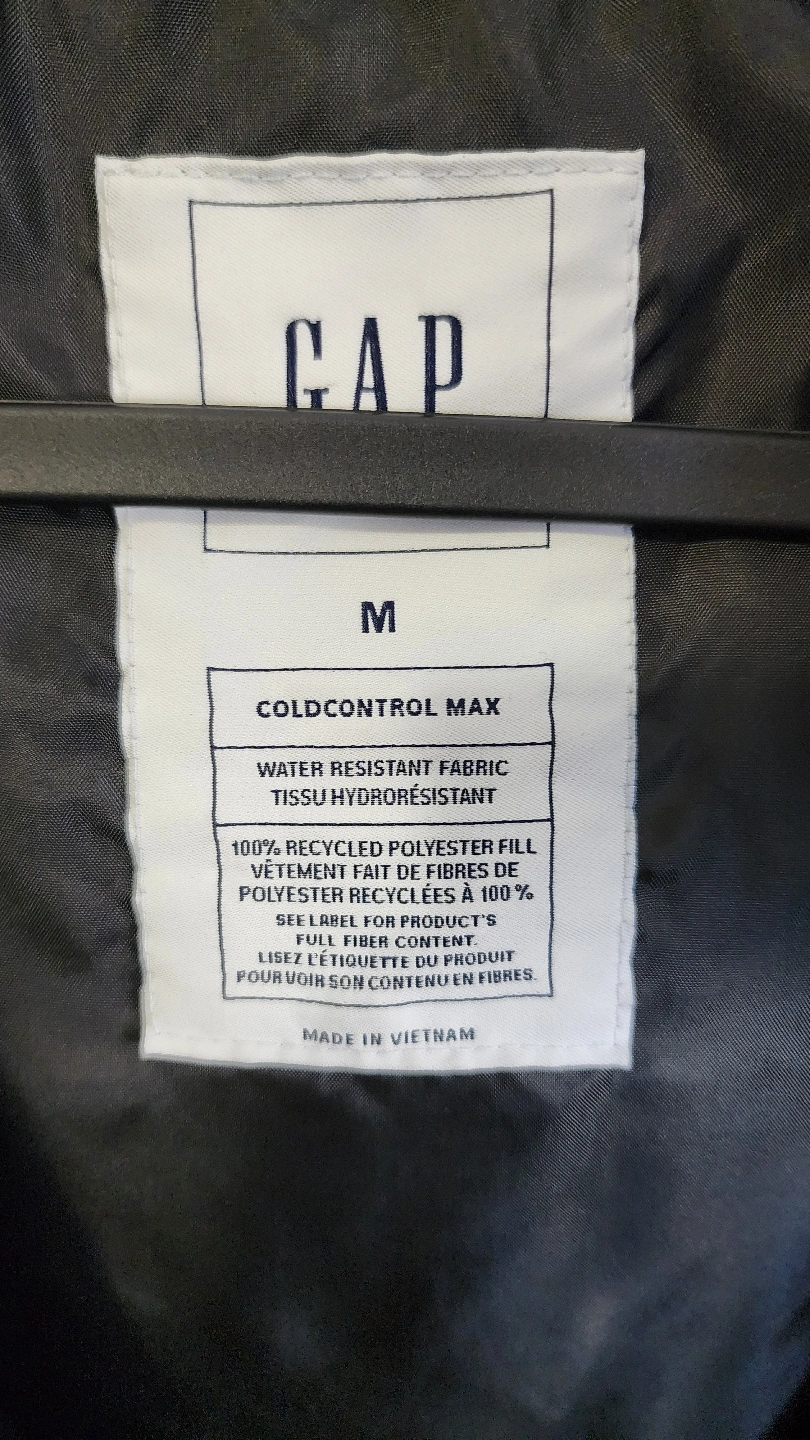 GAP
M
COLDCONTROL MAX
WATER RESISTANT FABRIC
TISSU HYDRORÉSISTANT
100% RECYCLED POLYESTER FILL
VÊTEMENT FAIT DE FIBRES DE
POLYESTER RECYCLÉES À 100 %
SEE LABEL FOR PRODUCT'S
FULL FIBER CONTENT.
LISEZ L'ÉTIQUETTE DU PRODUIT
POUR VOIR SON CONTENU EN FIBRES.
MADE IN VIETNAM